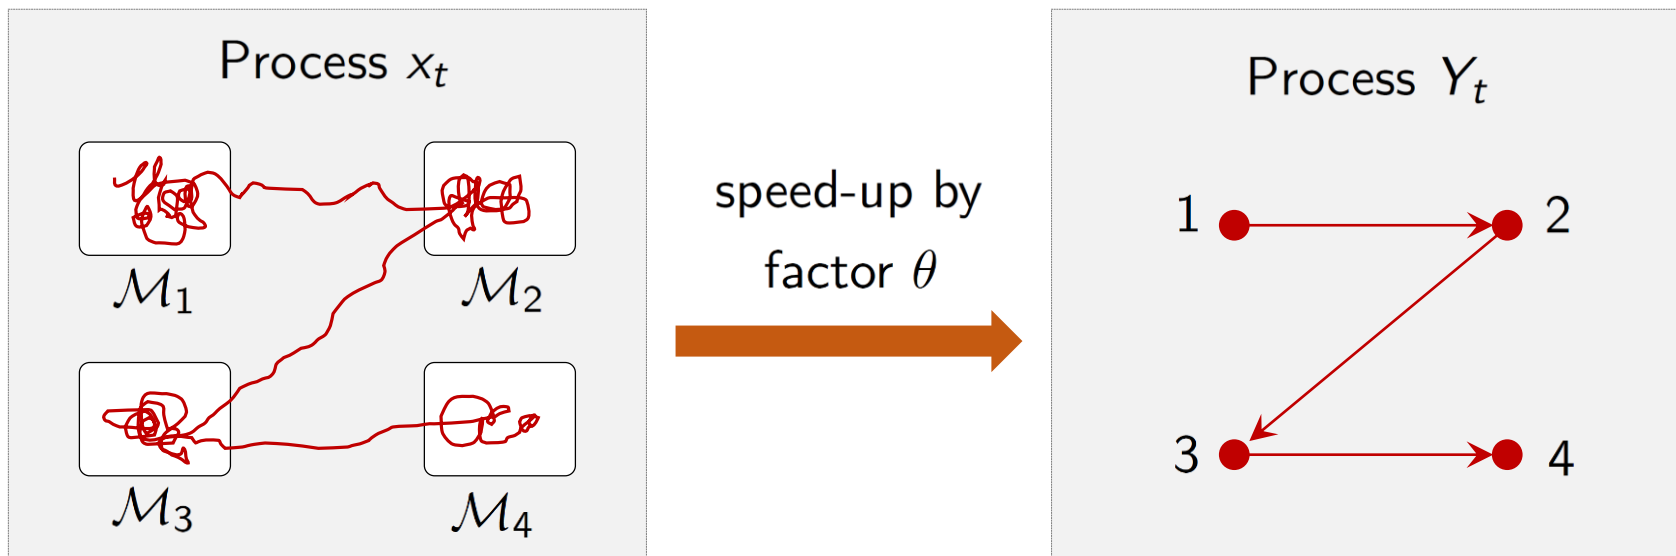 Process xₜ
ℳ₁
ℳ₂
ℳ₃
ℳ₄
speed-up by
factor θ
Process Yₜ
1
2
3
4